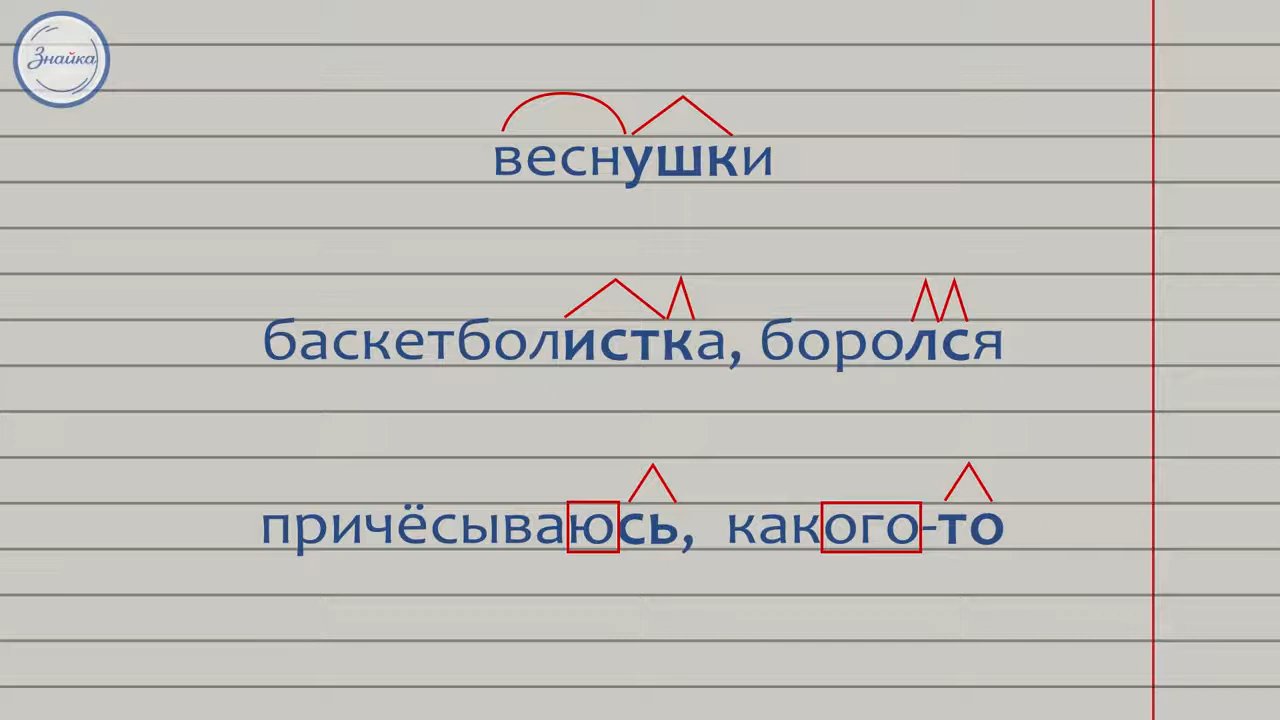 Знайка
веснушки
баскетболистка, боролся
причёсываюсь, какого-то